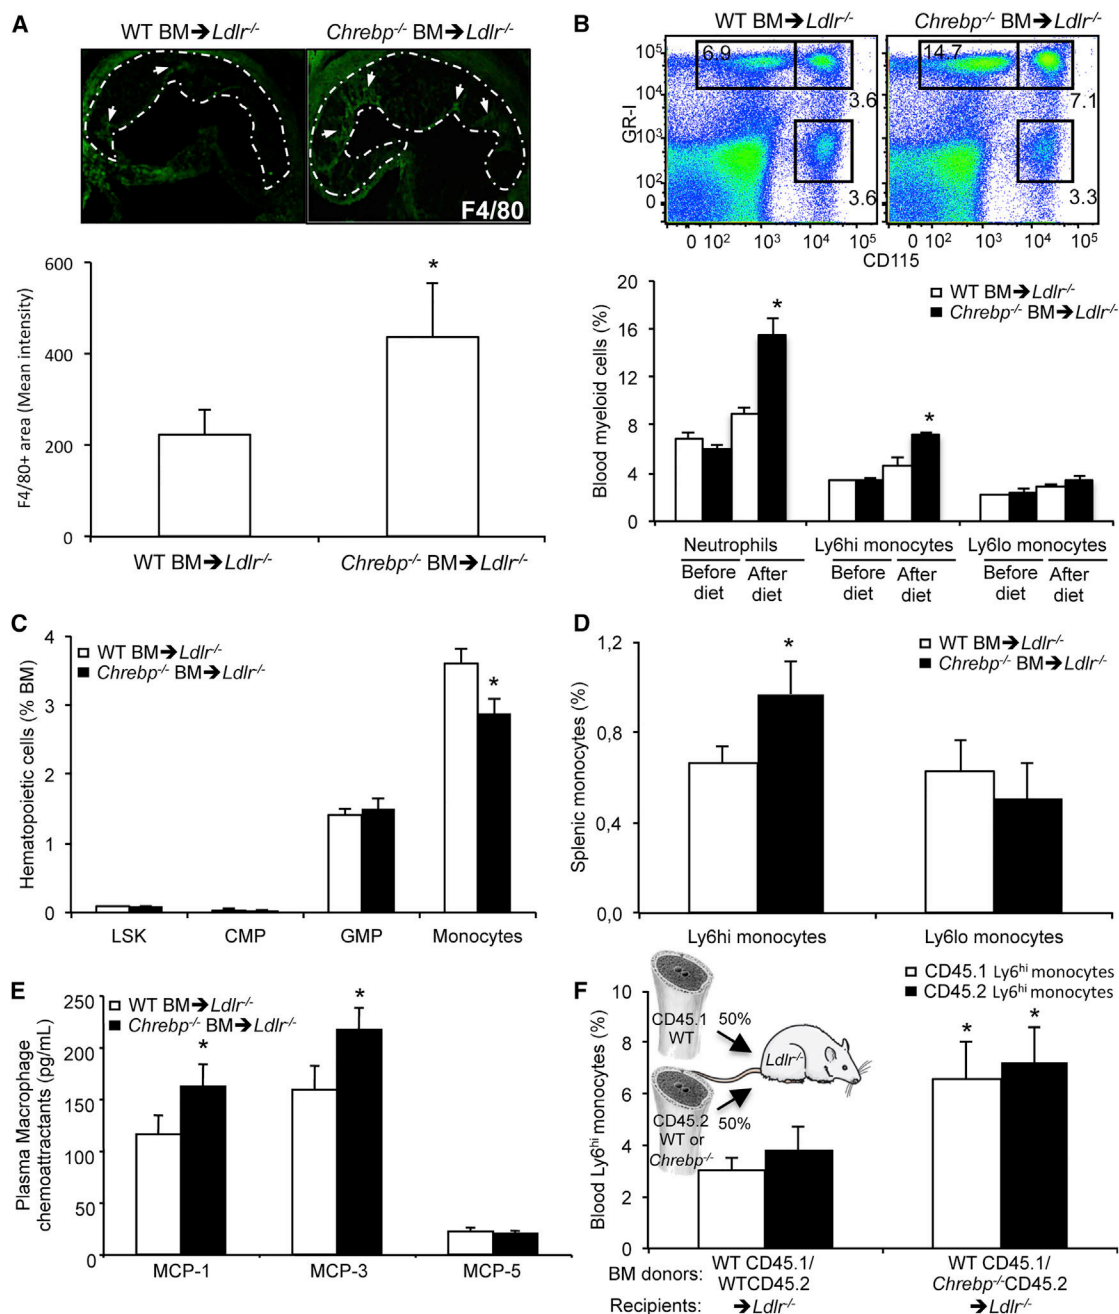 A
WT BM➔Ldlr-/-
Chrebp-/- BM➔Ldlr-/-
F4/80
F4/80+ area (Mean intensity)
600
400
200
0
*
WT BM➔Ldlr-/-
Chrebp-/- BM➔Ldlr-/-
B
WT BM➔Ldlr-/-
Chrebp-/- BM➔Ldlr-/-
GR-I
10⁵
10⁴
10³
10²
0
6.9
3.6
3.6
14.7
7.1
3.3
0 10² 10³ 10⁴ 10⁵
0 10² 10³ 10⁴ 10⁵
CD115
WT BM➔Ldlr-/-
Chrebp-/- BM➔Ldlr-/-
Blood myeloid cells (%)
20
16
12
8
4
0
*
*
Neutrophils
Ly6hi monocytes
Ly6lo monocytes
Before diet
After diet
Before diet
After diet
Before diet
After diet
C
WT BM➔Ldlr-/-
Chrebp-/- BM➔Ldlr-/-
Hematopoietic cells (% BM)
4
3
2
1
0
*
LSK
CMP
GMP
Monocytes
D
WT BM➔Ldlr-/-
Chrebp-/- BM➔Ldlr-/-
Splenic monocytes (%)
1,2
0,8
0,4
0,0
*
Ly6hi monocytes
Ly6lo monocytes
E
WT BM➔Ldlr-/-
Chrebp-/- BM➔Ldlr-/-
Plasma Macrophage
chemoattractants (pg/mL)
250
200
150
100
50
0
*
*
MCP-1
MCP-3
MCP-5
F
CD45.1 Ly6hi monocytes
CD45.2 Ly6hi monocytes
Blood Ly6hi monocytes (%)
10
8
6
4
2
0
CD45.1
WT
50%
Ldlr-/-
CD45.2
WT or
Chrebp-/-
50%
*
*
BM donors:
WT CD45.1/
WTCD45.2
WT CD45.1/
Chrebp-/-CD45.2
Recipients:
➔Ldlr-/-
➔Ldlr-/-